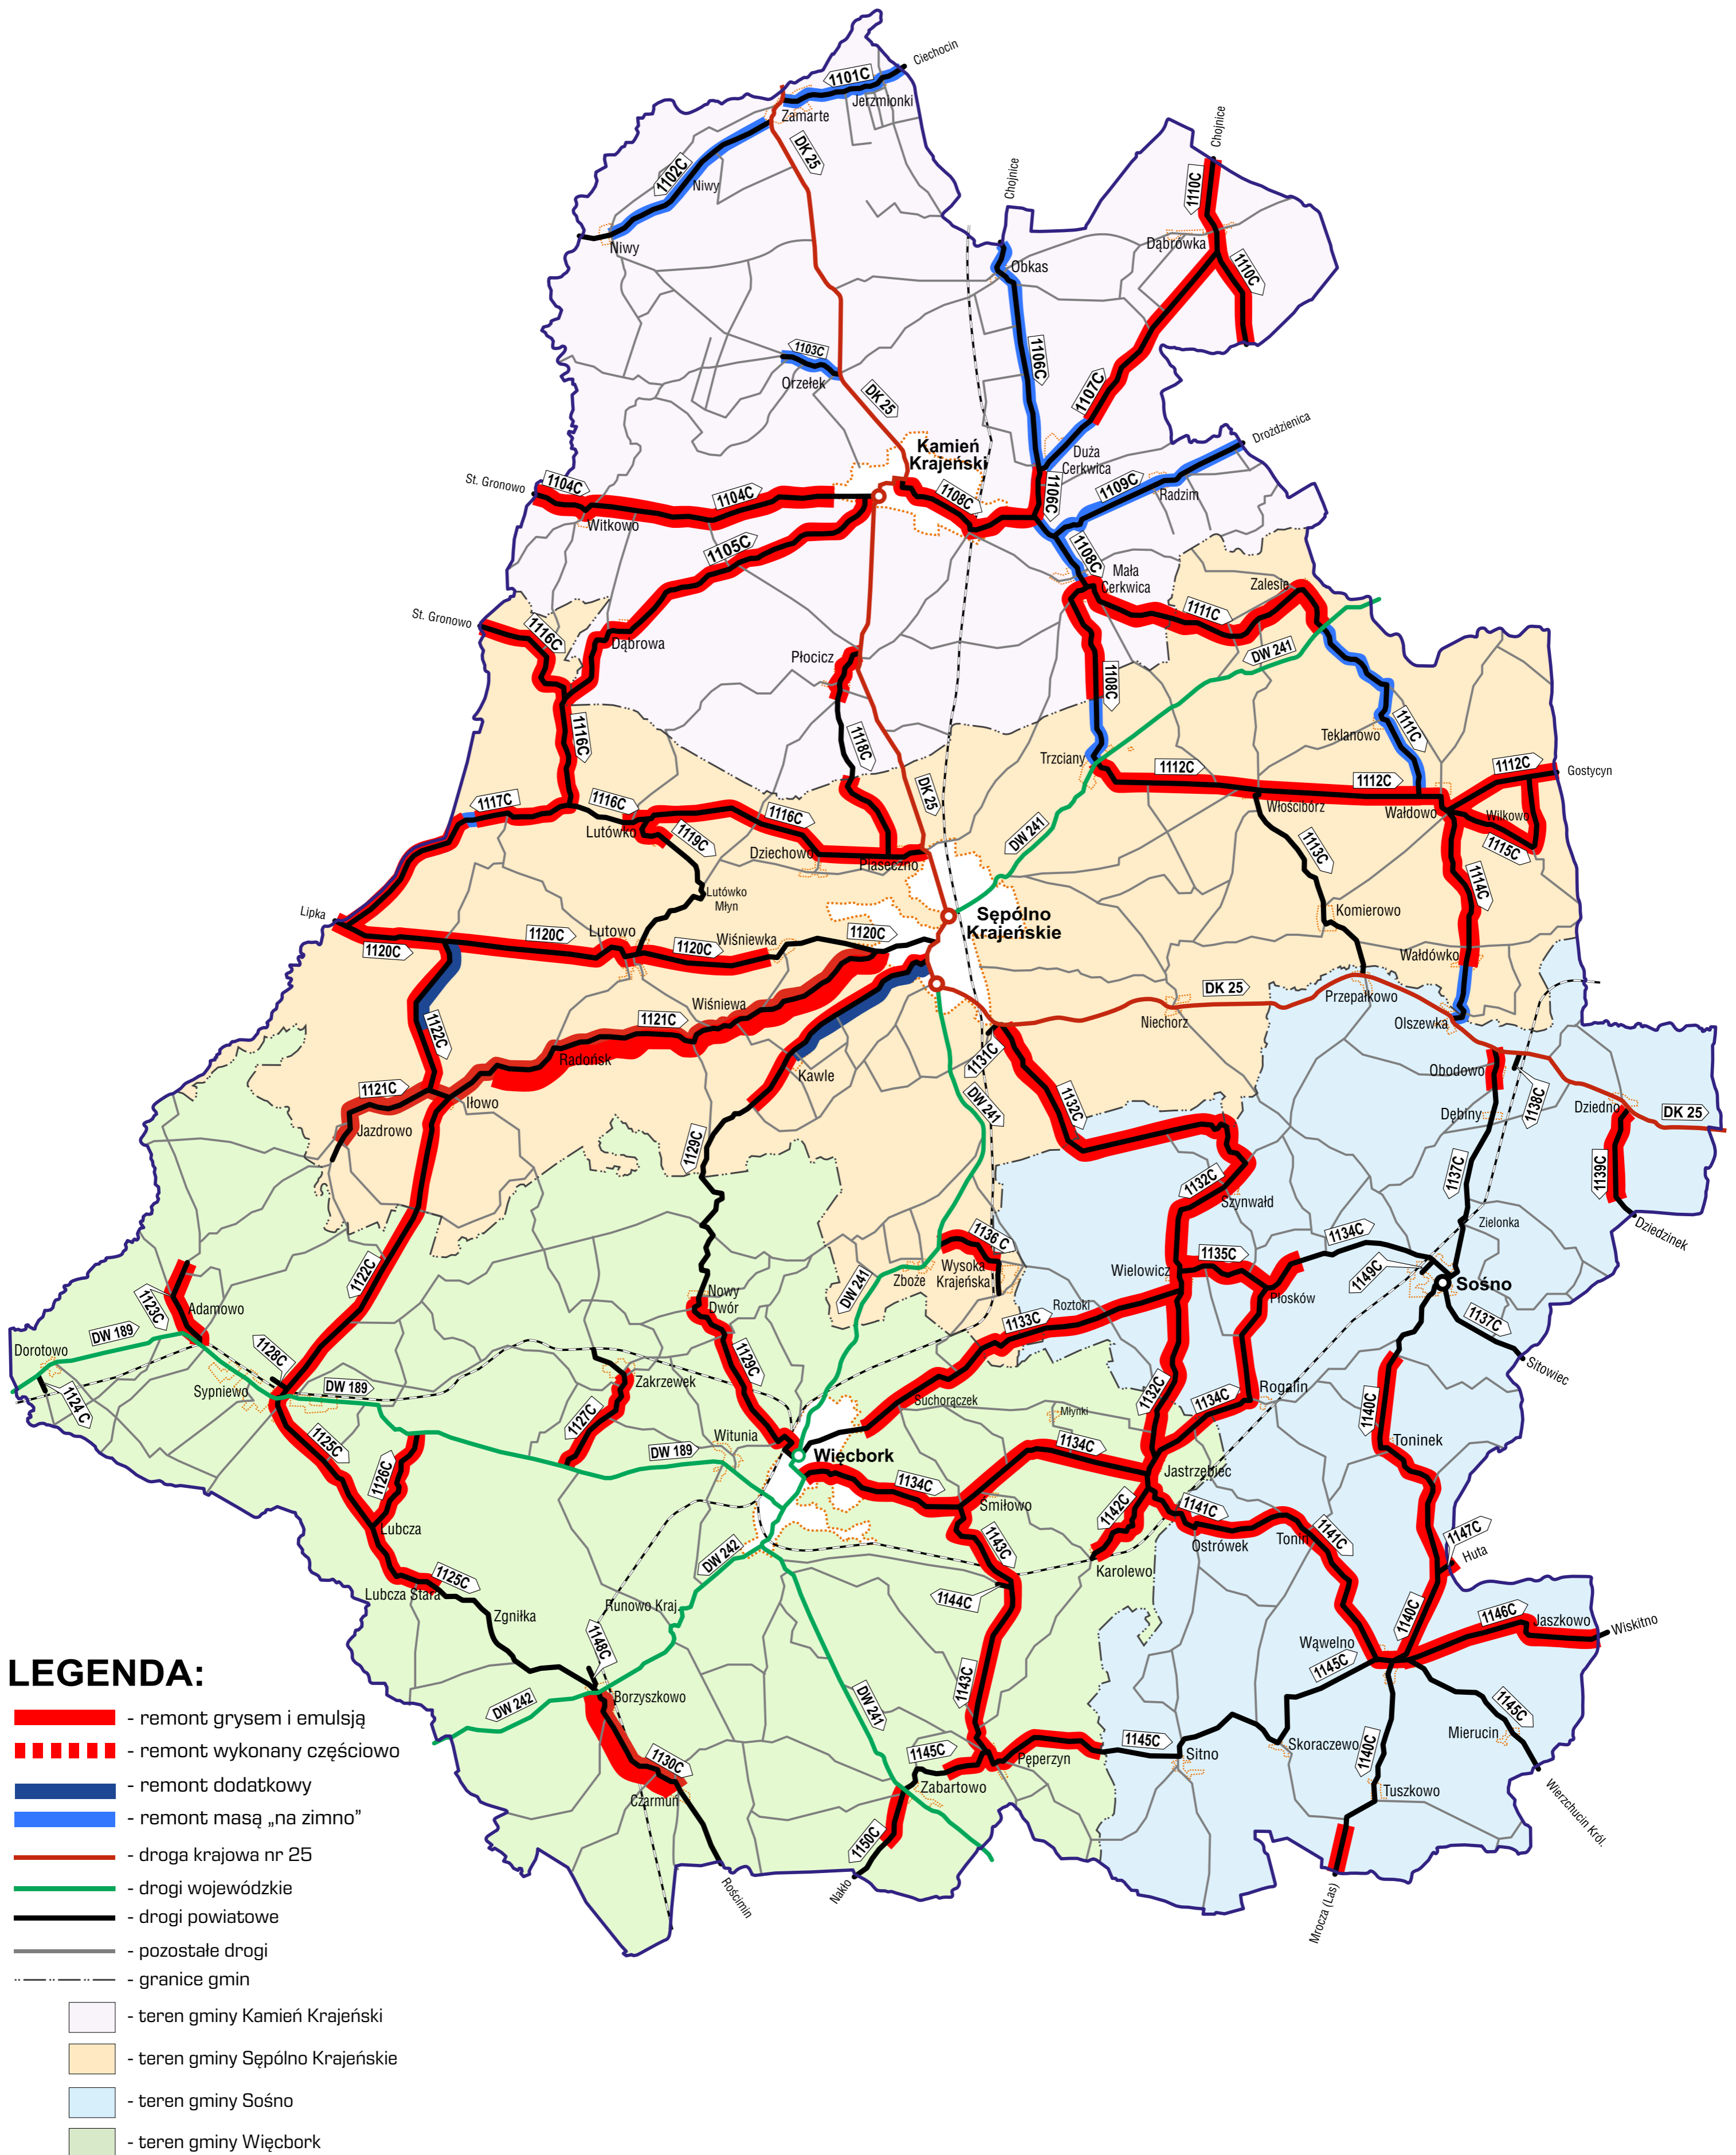 Ciechocin
1101C
Jerzmionki
Zamarte
DK 25
1102C
Niwy
Niwy
Chojnice
Chojnice
1110C
Dąbrówka
1110C
Obkas
1103C
Orzełek
1106C
DK 25
1107C
Kamień
Krajeński
Duża
Cerkwica
Drożdzienica
St. Gronowo
1104C
1104C
1108C
1106C
1109C
Radzim
Witkowo
1105C
1108C
Mała
Cerkwica
Zalesie
St. Gronowo
1116C
1111C
Dąbrowa
DW 241
Płocicz
1108C
1116C
1118C
Teklanowo
1111C
Trzciany
1112C
1112C
1112C
Gostycyn
DK 25
1117C
1116C
Włościbórz
Wałdowo
Wilkowo
Lutówko
1116C
1119C
Dziechowo
Piaseczno
DW 241
1113C
1115C
Lutówko
Młyn
1114C
Lipka
Sępólno
Krajeńskie
Komierowo
1120C
Lutowo
1120C
1120C
Wiśniewka
1120C
Wałdówko
DK 25
Przepałkowo
Wiśniewa
Niechorz
Olszewka
1122C
1121C
Radońsk
1131C
Kawle
Obodowo
1138C
1121C
Iłowo
DW 241
1132C
Dębiny
Dziedno
DK 25
Jazdrowo
1129C
1137C
1139C
1132C
Szynwałd
Zielonka
Dziedzinek
1136 C
1134C
Wysoka
Krajeńska
Zboże
1135C
Wielowicz
1149C
Sośno
1122C
DW 241
Nowy
Dwór
Roztoki
Płosków
1123C
Adamowo
1133C
1137C
DW 189
Dorotowo
1128C
Sitowiec
1129C
Sypniewo
DW 189
Zakrzewek
1124 C
Suchorączek
1132C
1134C
Rogalin
Młynki
1140C
1127C
Witunia
DW 189
Więcbork
1134C
Toninek
1125C
1126C
1134C
Jastrzębiec
Śmiłowo
1142C
1141C
Lubcza
1143C
Ostrówek
Tonin
1141C
1147C
Huta
DW 242
Karolewo
1125C
Lubcza Stara
1144C
Zgniłka
Runowo Kraj.
1140C
1146C
Jaszkowo
Wiskitno
1148C
Wąwelno
1145C
LEGENDA:
- remont grysem i emulsją
- remont wykonany częściowo
- remont dodatkowy
- remont masą „na zimno”
- droga krajowa nr 25
- drogi wojewódzkie
- drogi powiatowe
- pozostałe drogi
- granice gmin
- teren gminy Kamień Krajeński
- teren gminy Sępólno Krajeńskie
- teren gminy Sośno
- teren gminy Więcbork
Borzyszkowo
DW 242
DW 241
1143C
1145C
Mierucin
1130C
Czarmuń
1145C
Pęperzyn
1145C
Sitno
Skoraczewo
1140C
Zabartowo
Tuszkowo
Wierzchucin Król.
1150C
Nakło
Rościmin
Mrocza (Las)